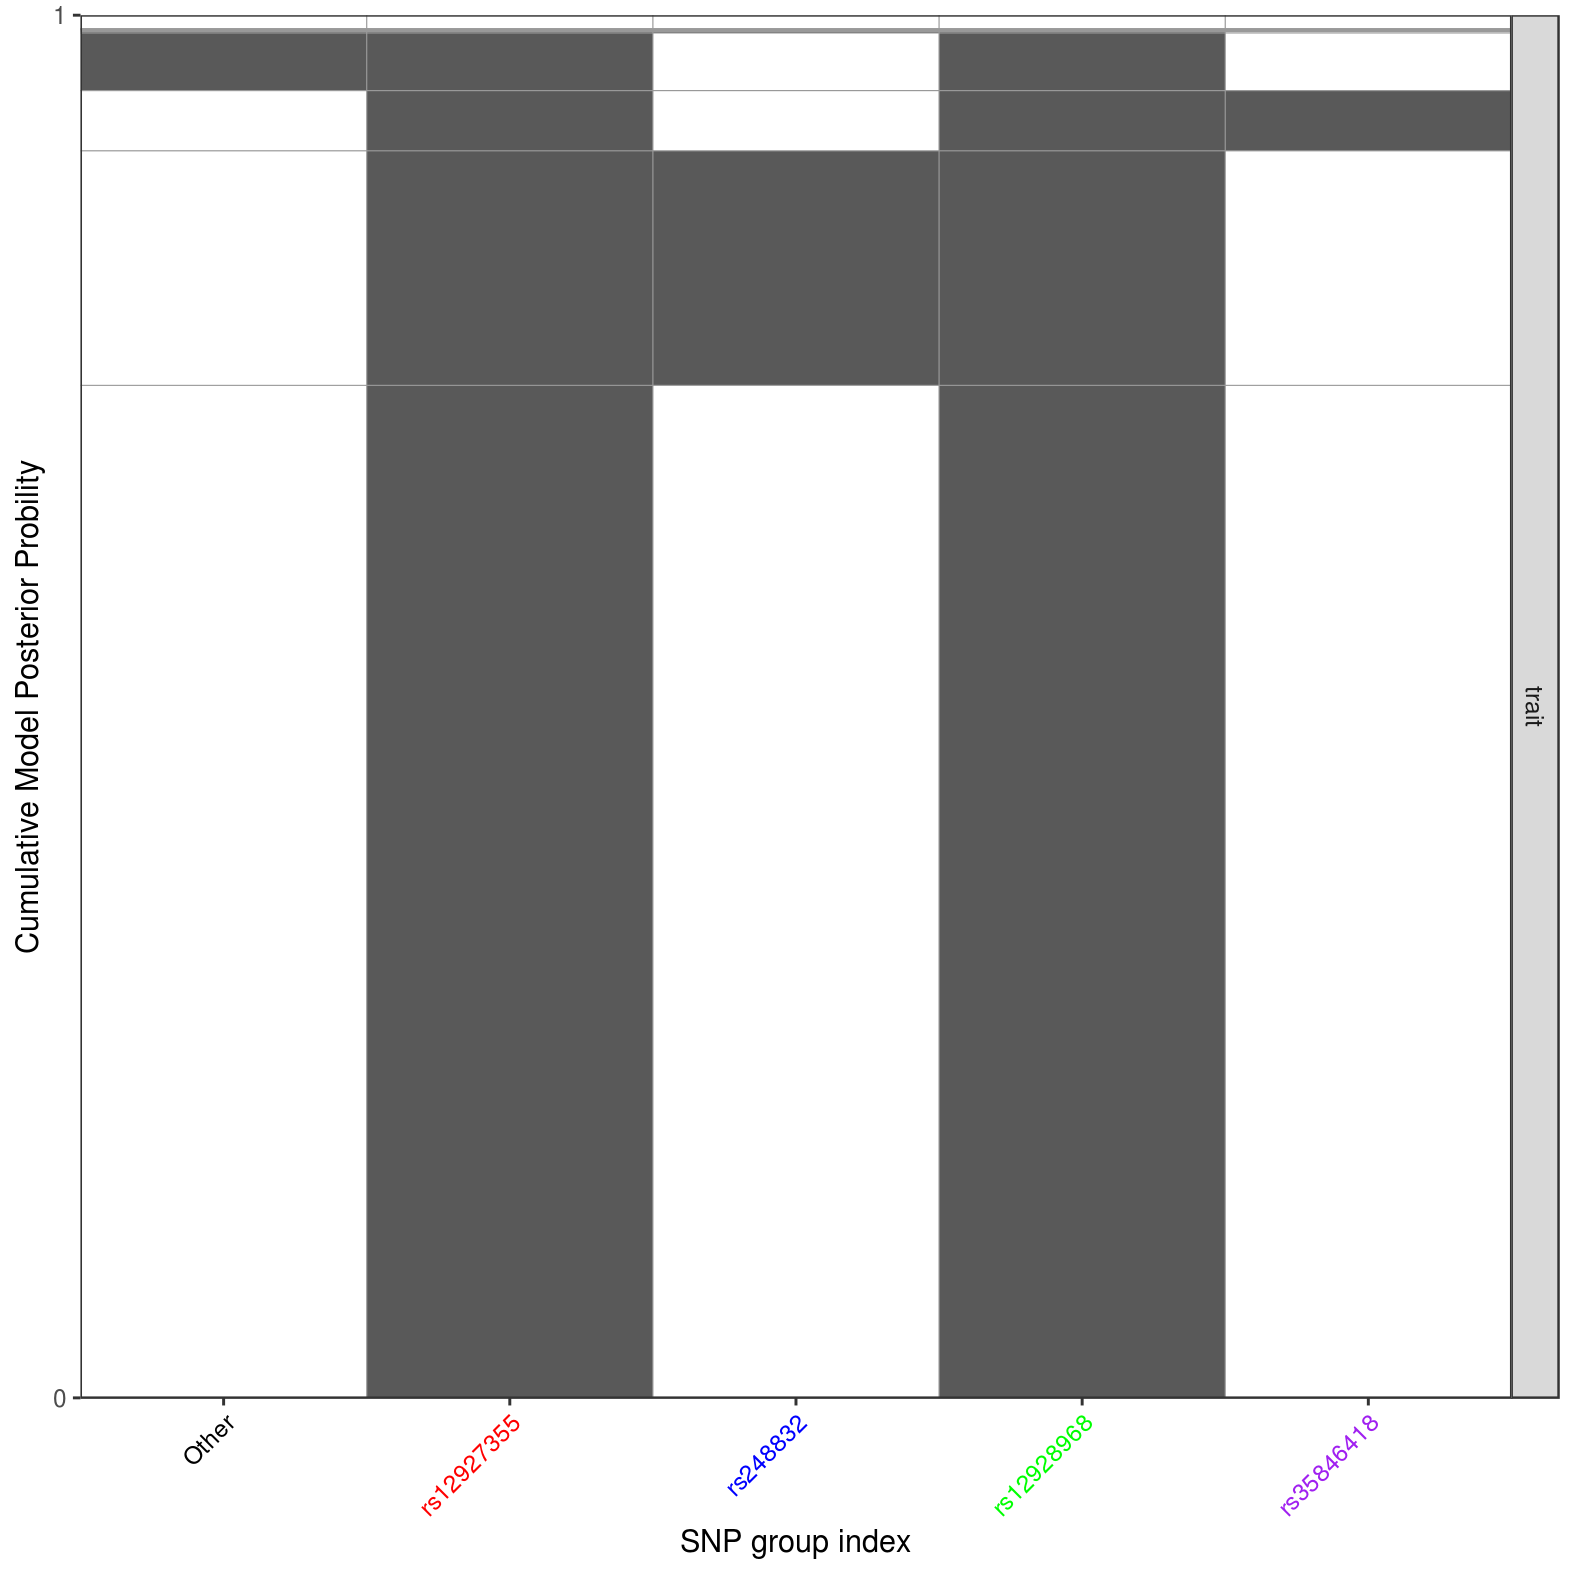 1
Cumulative Model Posterior Probility
trait
0
Other
rs12927355
rs248832
rs12928968
rs35846418
SNP group index